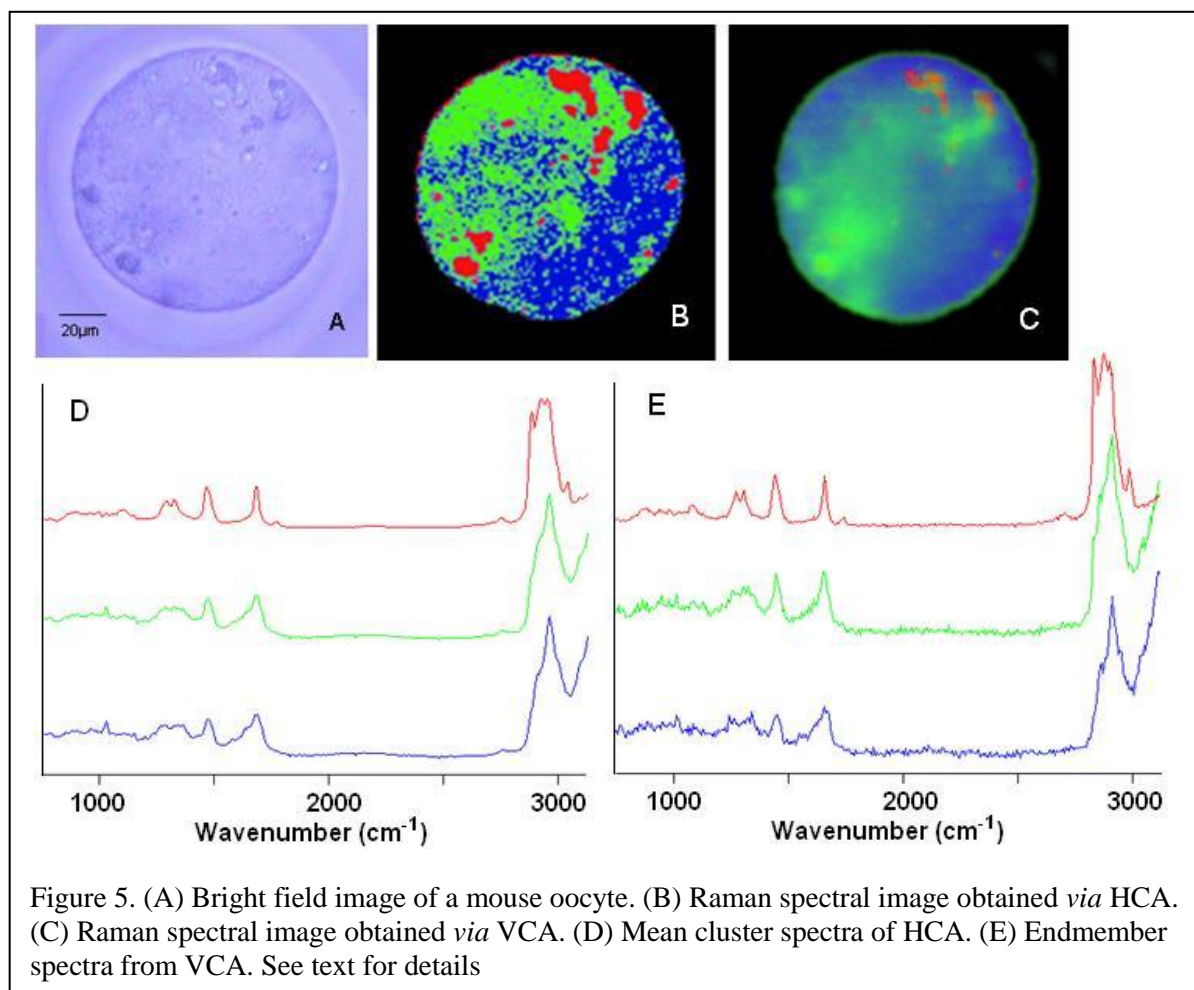 A
20µm
B
C
D
E
1000 2000 3000
Wavenumber (cm-1)
1000 2000 3000
Wavenumber (cm-1)
Figure 5. (A) Bright field image of a mouse oocyte. (B) Raman spectral image obtained via HCA.
(C) Raman spectral image obtained via VCA. (D) Mean cluster spectra of HCA. (E) Endmember
spectra from VCA. See text for details